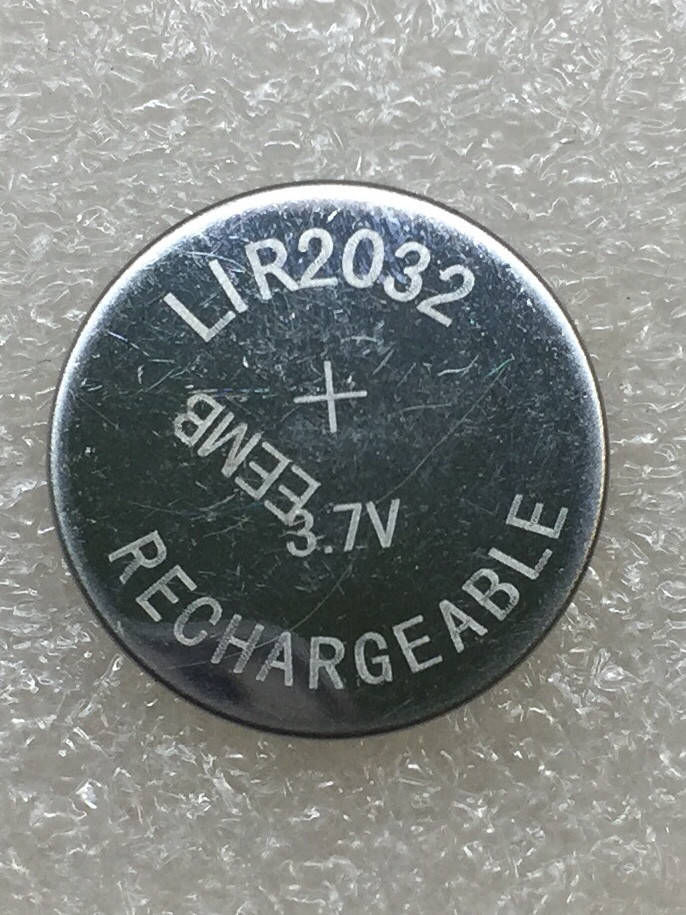 LIR2032
+
EEMB
3.7V
RECHARGEABLE